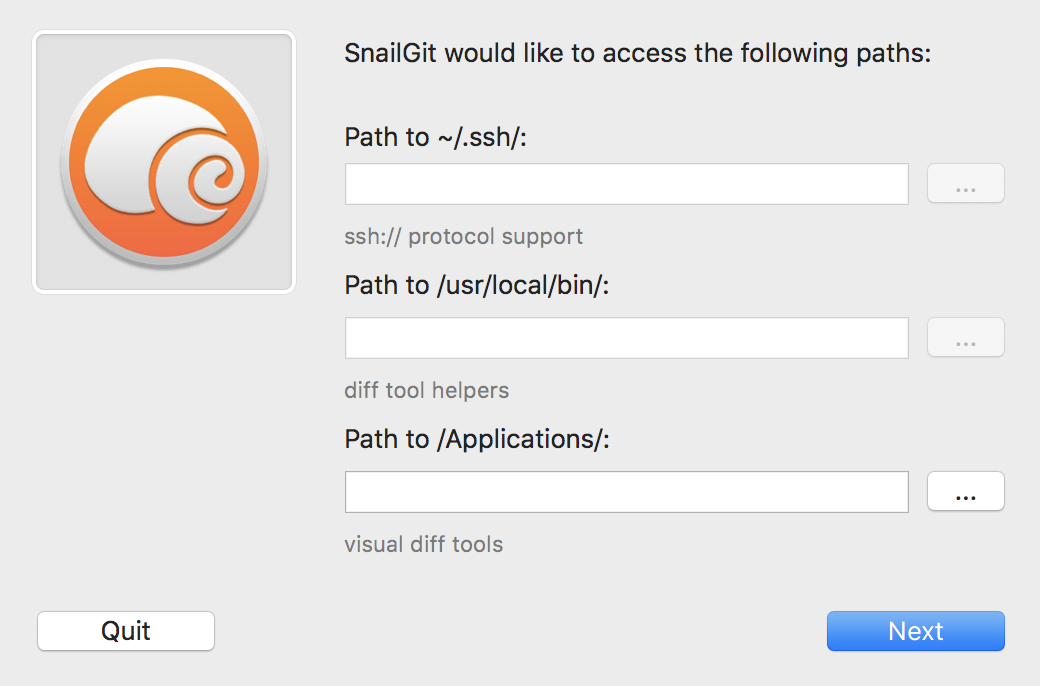 SnailGit would like to access the following paths:
Path to ~/.ssh/:
...
ssh:// protocol support
Path to /usr/local/bin/:
...
diff tool helpers
Path to /Applications/:
...
visual diff tools
Quit
Next